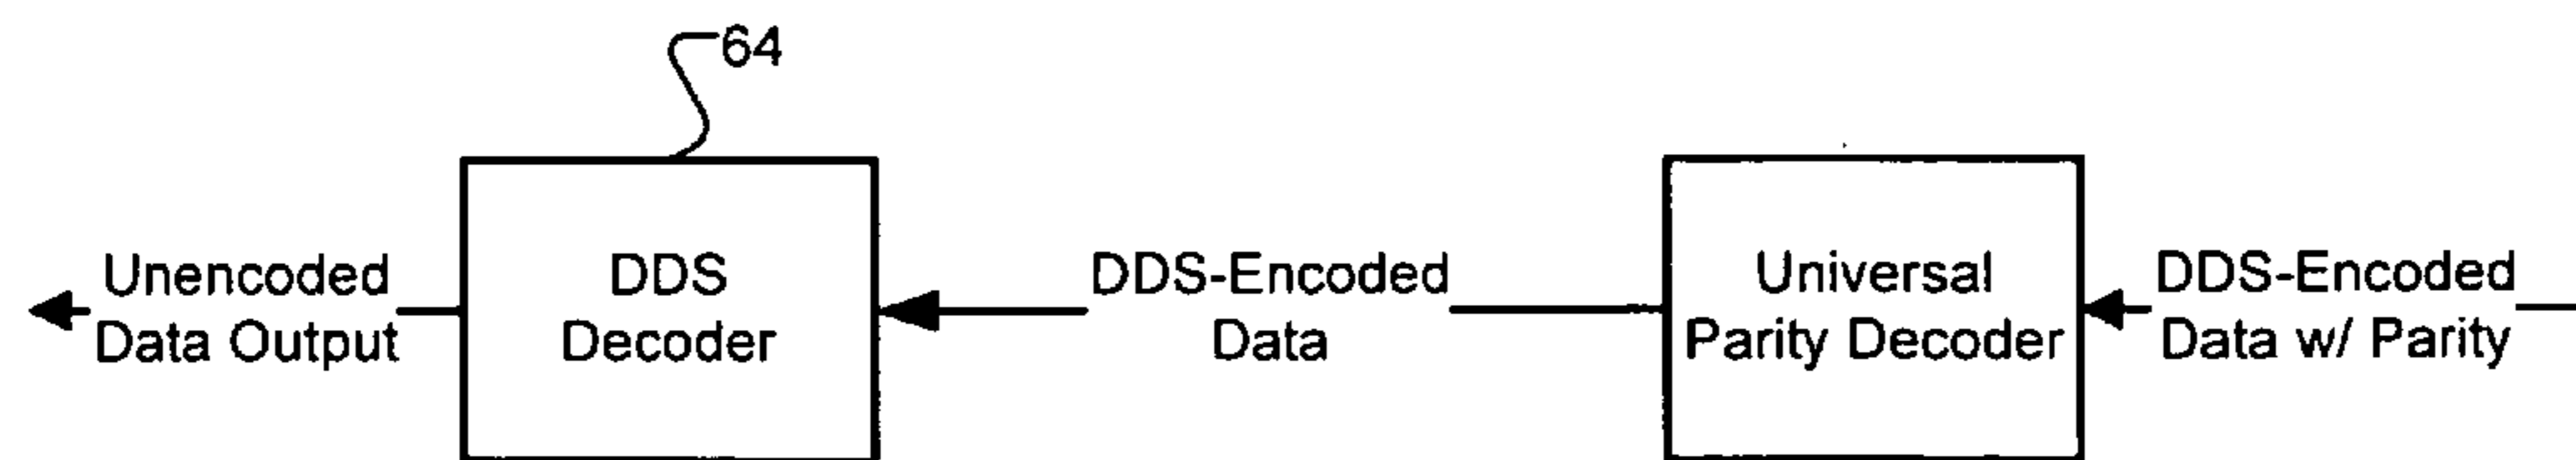 64
Unencoded
Data Output
DDS
Decoder
DDS-Encoded
Data
Universal
Parity Decoder
DDS-Encoded
Data w/ Parity